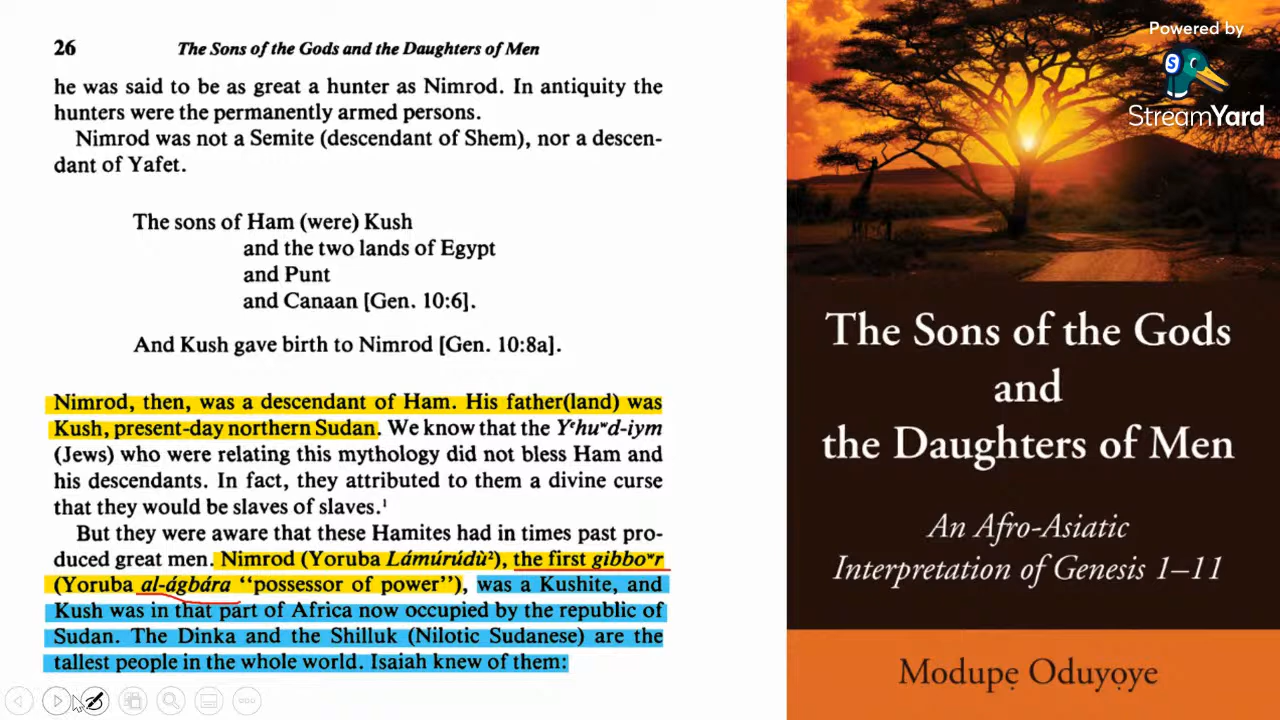 26 The Sons of the Gods and the Daughters of Men
he was said to be as great a hunter as Nimrod. In antiquity the
hunters were the permanently armed persons.
Nimrod was not a Semite (descendant of Shem), nor a descen-
dant of Yafet.
The sons of Ham (were) Kush
and the two lands of Egypt
and Punt
and Canaan [Gen. 10:6].
And Kush gave birth to Nimrod [Gen. 10:8a].
Nimrod, then, was a descendant of Ham. His father(land) was
Kush, present-day northern Sudan. We know that the Yᵉhuʷd-iym
(Jews) who were relating this mythology did not bless Ham and
his descendants. In fact, they attributed to them a divine curse
that they would be slaves of slaves.¹
But they were aware that these Hamites had in times past pro-
duced great men. Nimrod (Yoruba Lámúrúdù²), the first gibboʷr
(Yoruba al-ágbára “possessor of power”), was a Kushite, and
Kush was in that part of Africa now occupied by the republic of
Sudan. The Dinka and the Shilluk (Nilotic Sudanese) are the
tallest people in the whole world. Isaiah knew of them:
Powered by
S
StreamYard
The Sons of the Gods
and
the Daughters of Men
An Afro-Asiatic
Interpretation of Genesis 1–11
Modupẹ Oduyọye